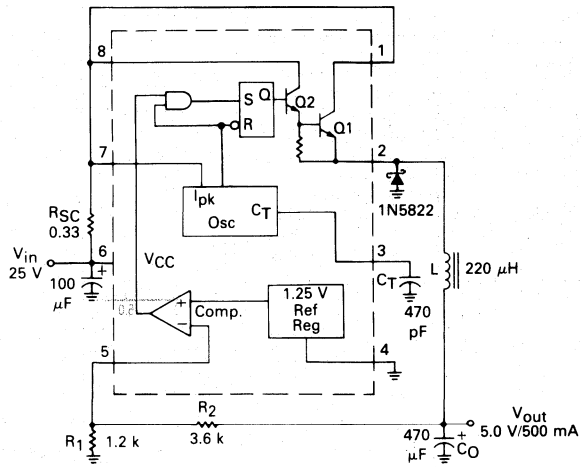 8
1
S Q
Q2
R
Q1
2
7
1N5822
Ipk
CT
Osc
RSC
0.33
3
Vin
25 V
6
VCC
L
220 μH
CT
470
pF
100
+
μF
+
Comp.
−
1.25 V
Ref
Reg
5
4
R2
3.6 k
R1
1.2 k
470
μF
+
CO
Vout
5.0 V/500 mA